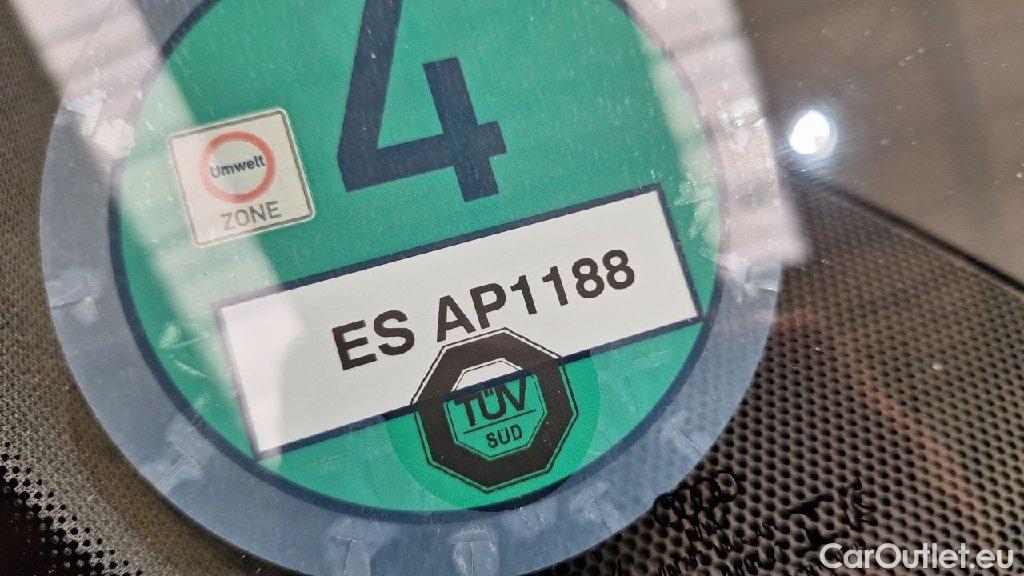 4
Umwelt
ZONE
ES AP1188
TÜV
SUD
CarOutlet.eu